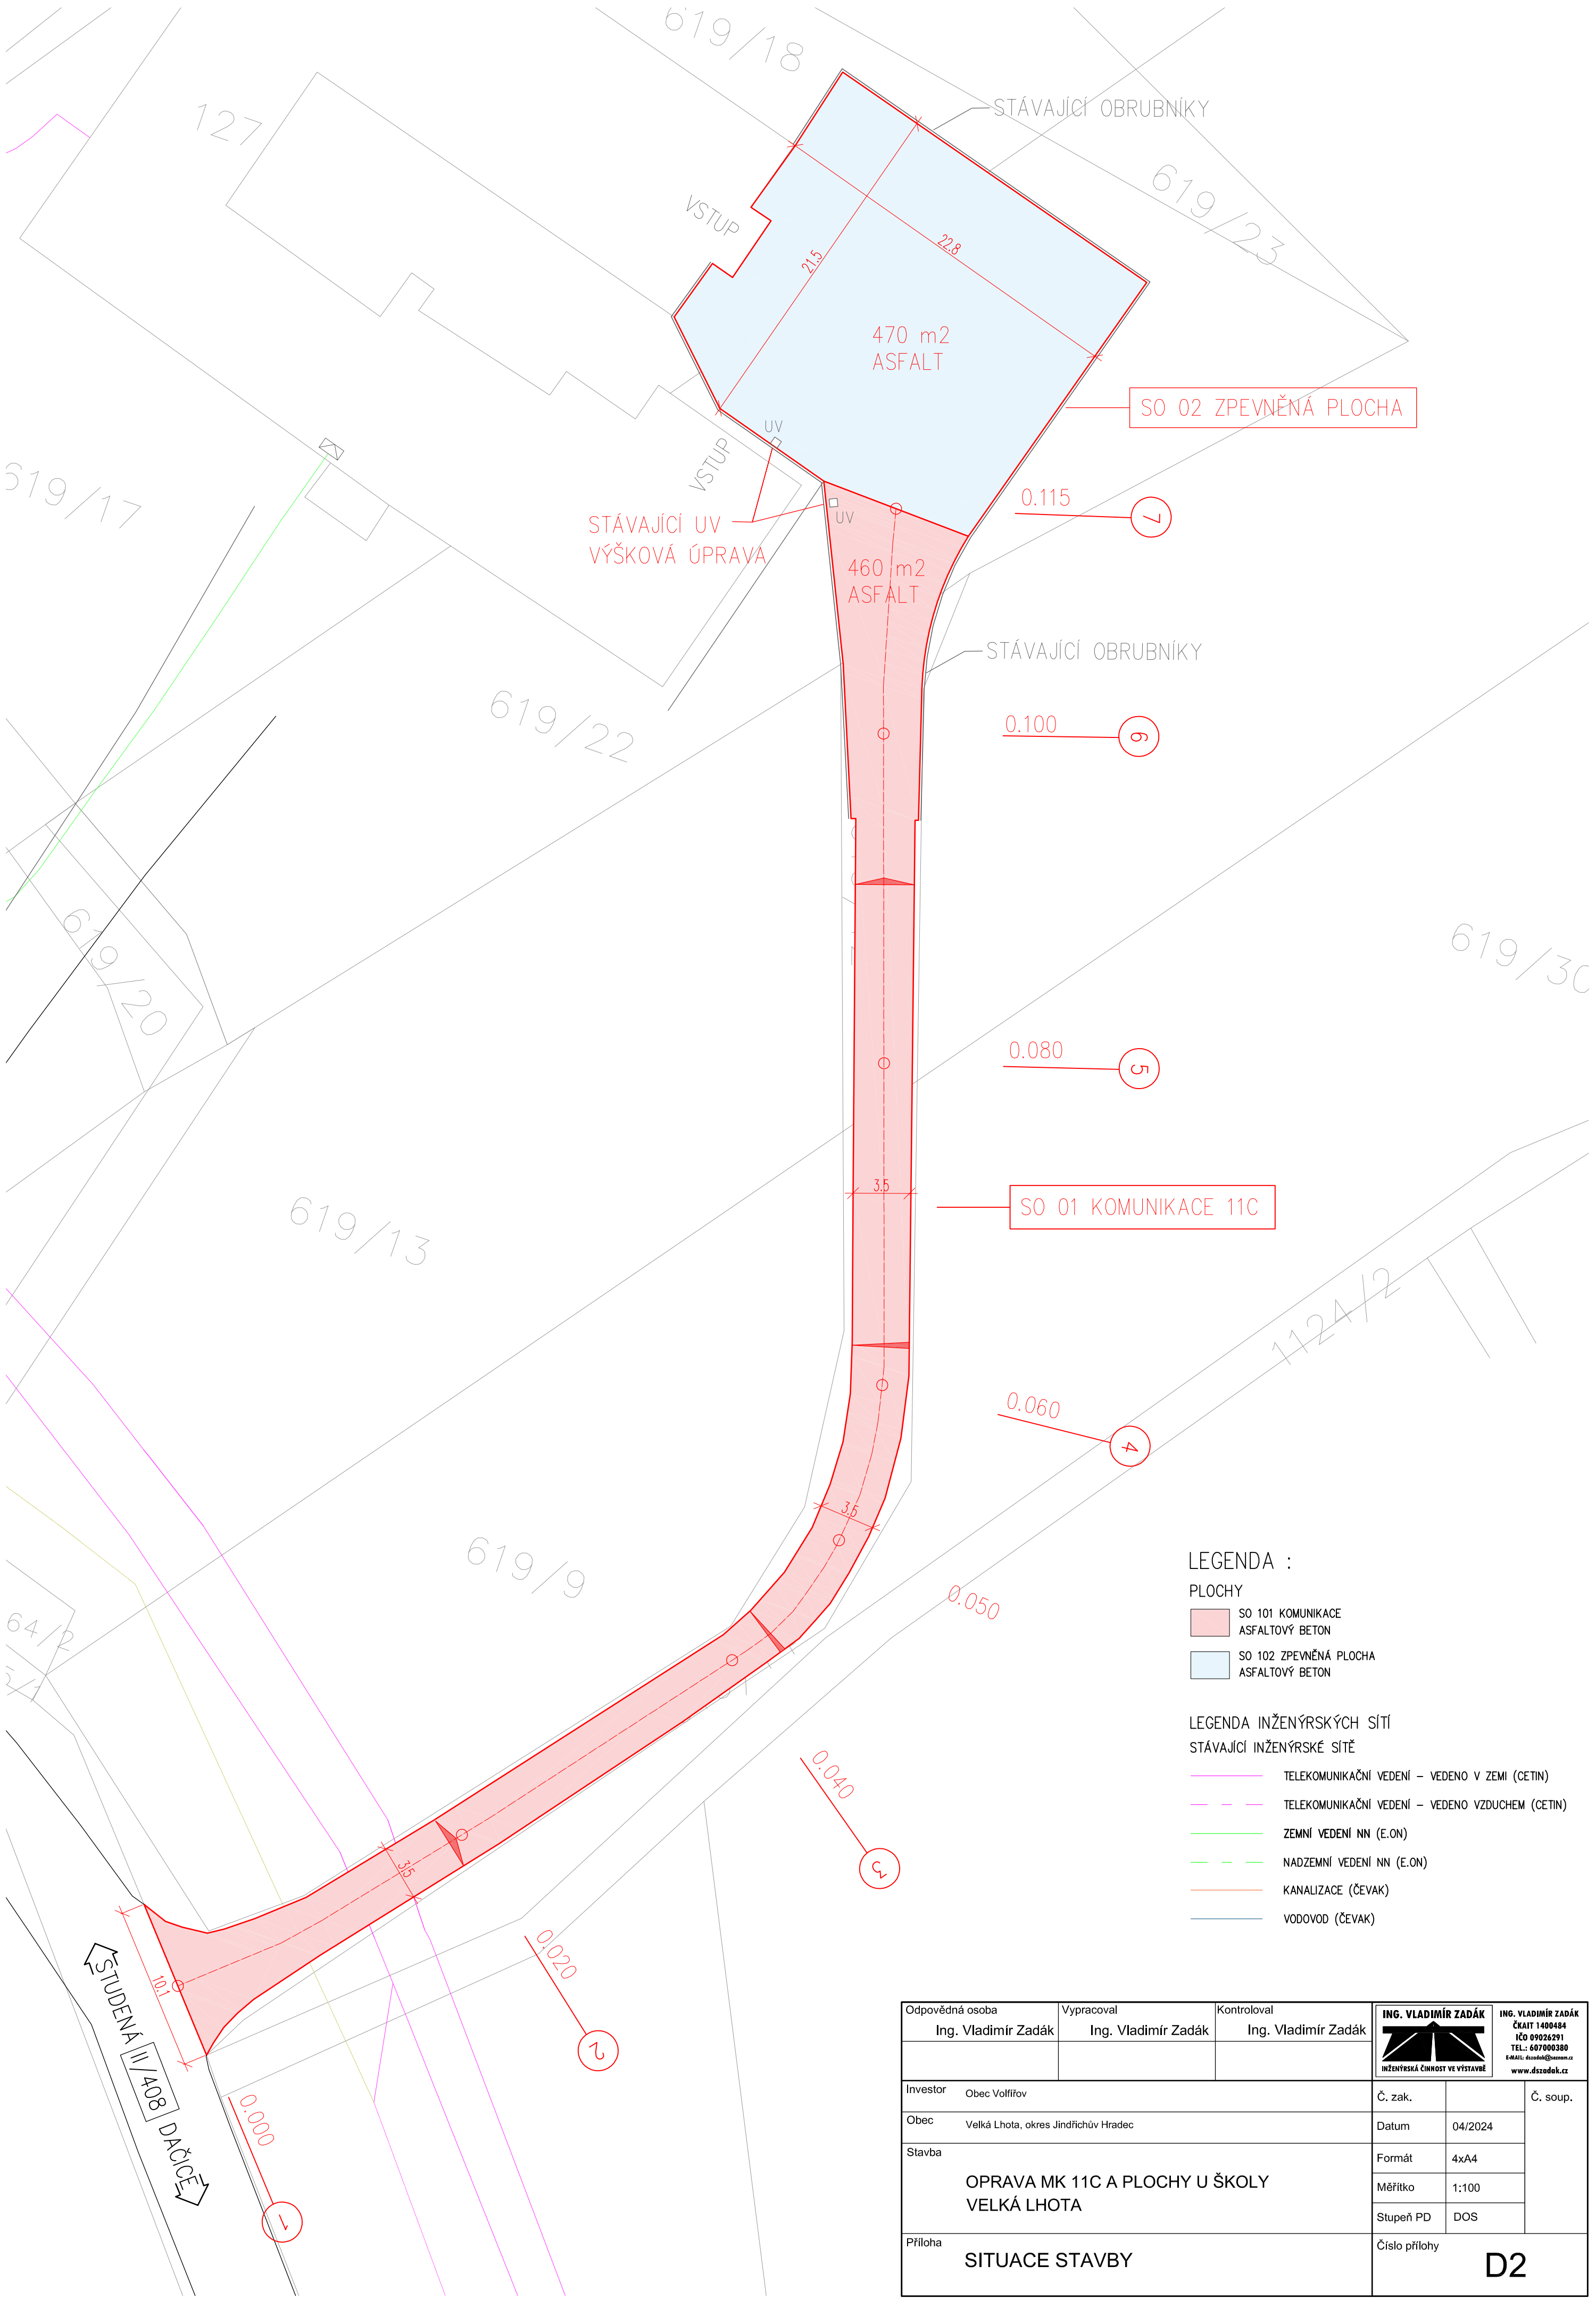 619/18
127
STÁVAJÍCÍ OBRUBNÍKY
619/23
VSTUP
22.8
21.5
470 m2
ASFALT
SO 02 ZPEVNĚNÁ PLOCHA
UV
VSTUP
619/17
0.115
7
UV
STÁVAJÍCÍ UV
VÝŠKOVÁ ÚPRAVA
460 m2
ASFALT
STÁVAJÍCÍ OBRUBNÍKY
619/22
0.100
6
619/20
619/30
0.080
5
3.5
SO 01 KOMUNIKACE 11C
619/13
1124/2
0.060
4
3.5
619/9
0.050
64/2
0.040
3
3.5
0.020
2
10.1
STUDENÁ II/408 DAČICE
0.000
1
LEGENDA :
PLOCHY
SO 101 KOMUNIKACE
ASFALTOVÝ BETON
SO 102 ZPEVNĚNÁ PLOCHA
ASFALTOVÝ BETON
LEGENDA INŽENÝRSKÝCH SÍTÍ
STÁVAJÍCÍ INŽENÝRSKÉ SÍTĚ
TELEKOMUNIKAČNÍ VEDENÍ – VEDENO V ZEMI (CETIN)
TELEKOMUNIKAČNÍ VEDENÍ – VEDENO VZDUCHEM (CETIN)
ZEMNÍ VEDENÍ NN (E.ON)
NADZEMNÍ VEDENÍ NN (E.ON)
KANALIZACE (ČEVAK)
VODOVOD (ČEVAK)
Odpovědná osoba
Ing. Vladimír Zadák
Vypracoval
Ing. Vladimír Zadák
Kontroloval
Ing. Vladimír Zadák
ING. VLADIMÍR ZADÁK
INŽENÝRSKÁ ČINNOST VE VÝSTAVBĚ
ING. VLADIMÍR ZADÁK
ČKAIT 1400484
IČO 09026291
TEL.: 607000380
E-MAIL: dszadak@seznam.cz
www.dszadak.cz
Investor Obec Volfířov
Obec Velká Lhota, okres Jindřichův Hradec
Stavba
OPRAVA MK 11C A PLOCHY U ŠKOLY
VELKÁ LHOTA
Příloha
SITUACE STAVBY
Č. zak.
Č. soup.
Datum 04/2024
Formát 4xA4
Měřítko 1:100
Stupeň PD DOS
Číslo přílohy
D2